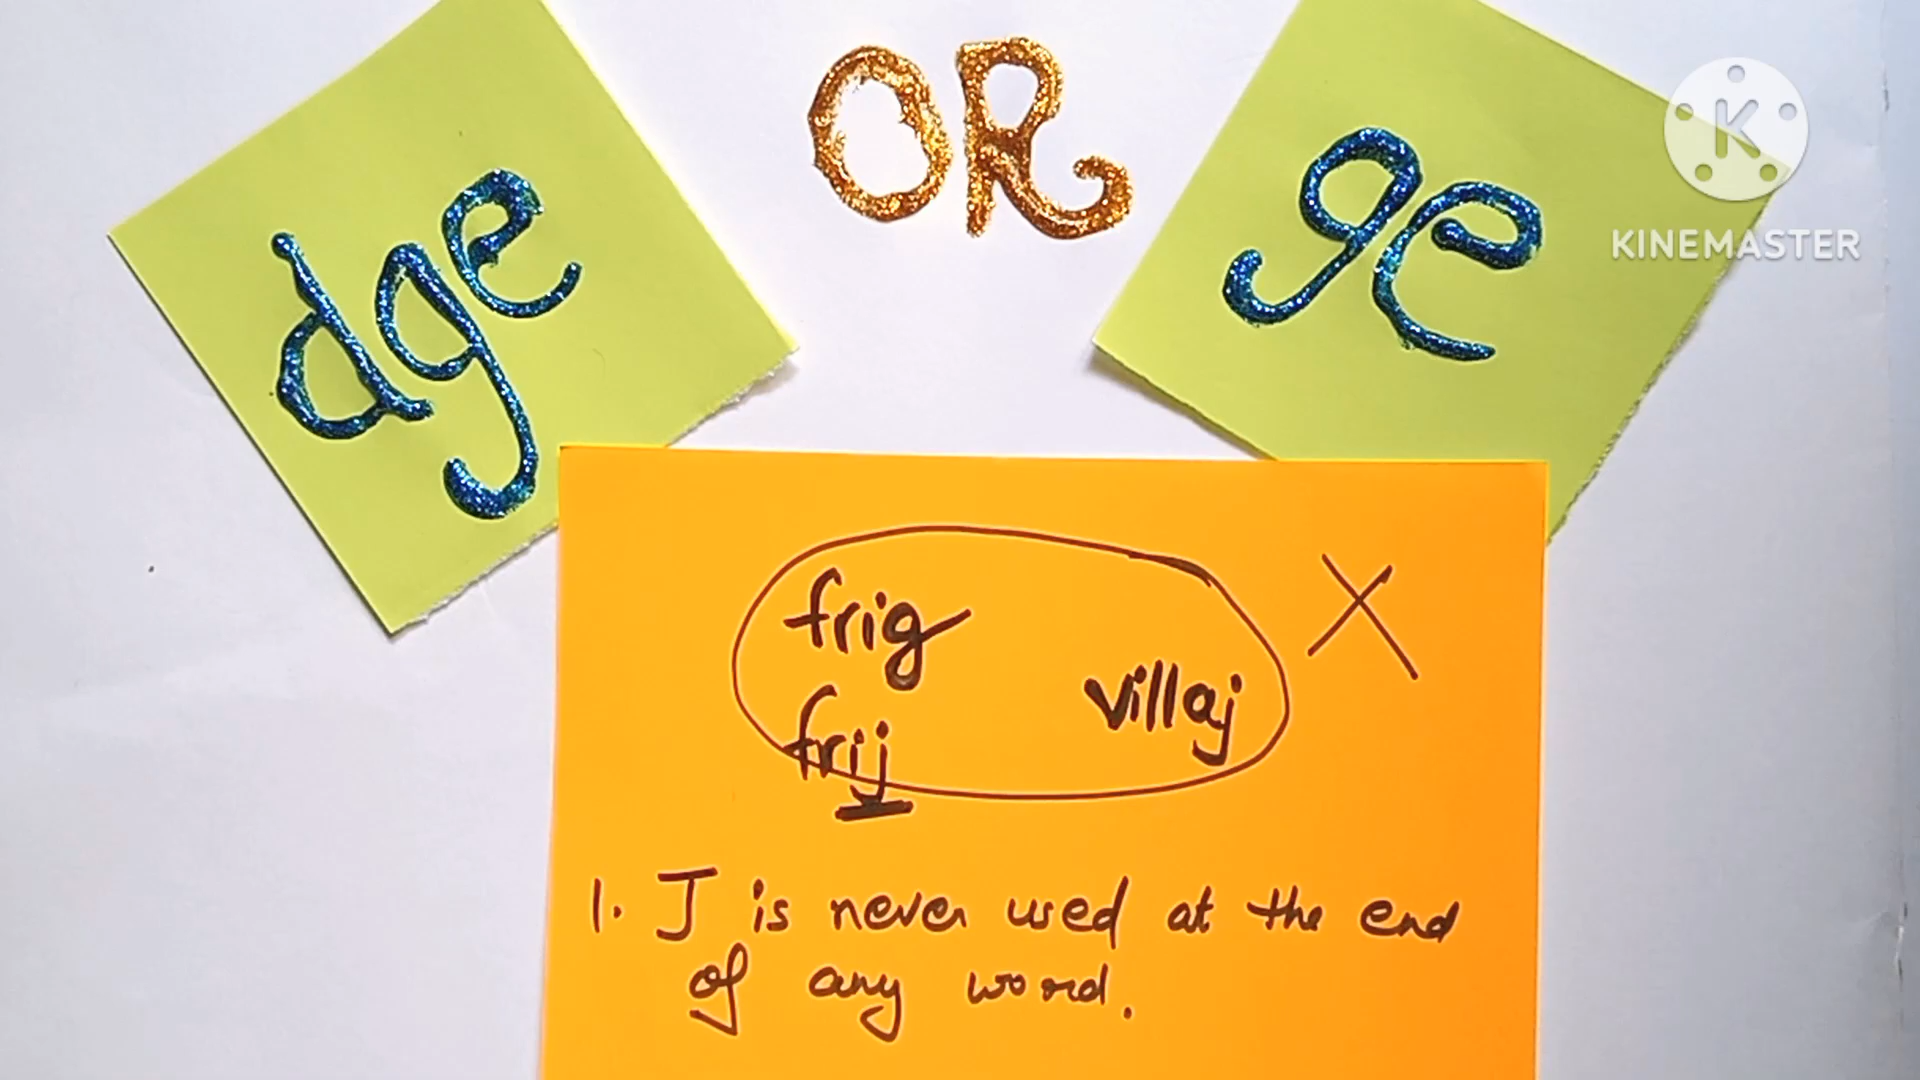 dge
OR
ge
K
KINEMASTER
frig
frij
villaj
X
1. J is never used at the end
of any word.